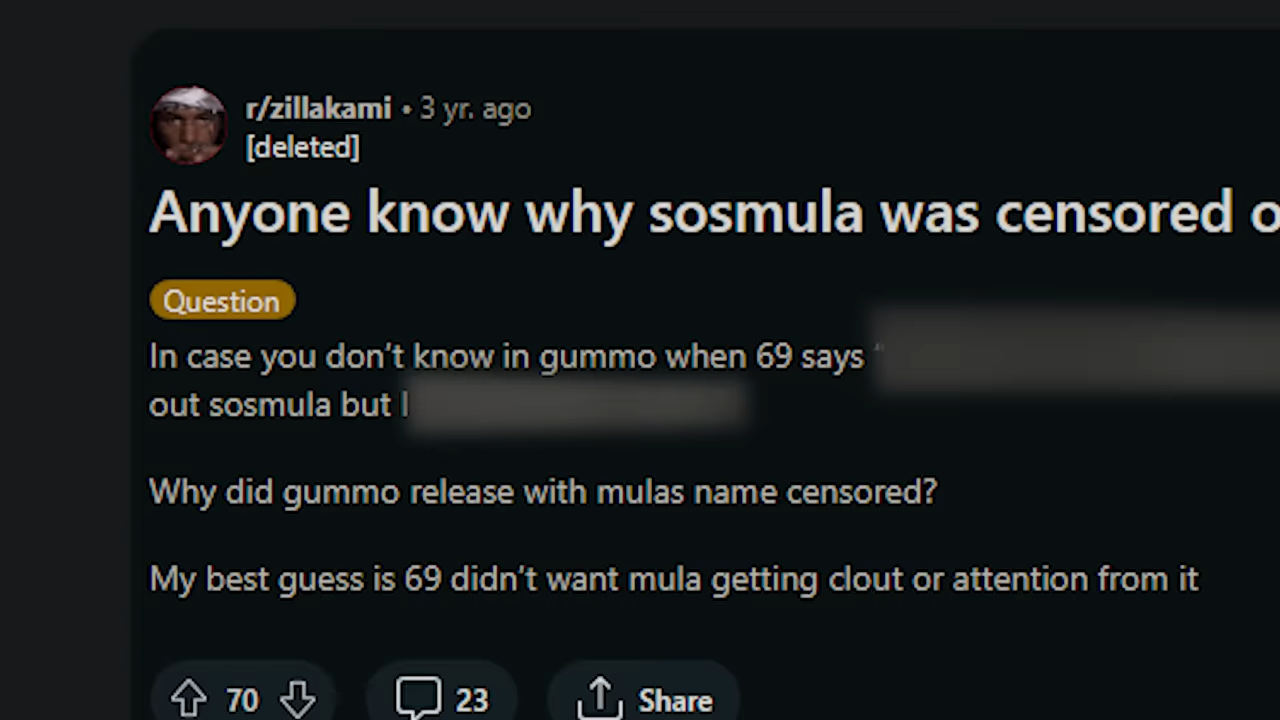 r/zillakami • 3 yr. ago
[deleted]
Anyone know why sosmula was censored o
Question
In case you don't know in gummo when 69 says "
out sosmula but I
Why did gummo release with mulas name censored?
My best guess is 69 didn't want mula getting clout or attention from it
70 23 Share